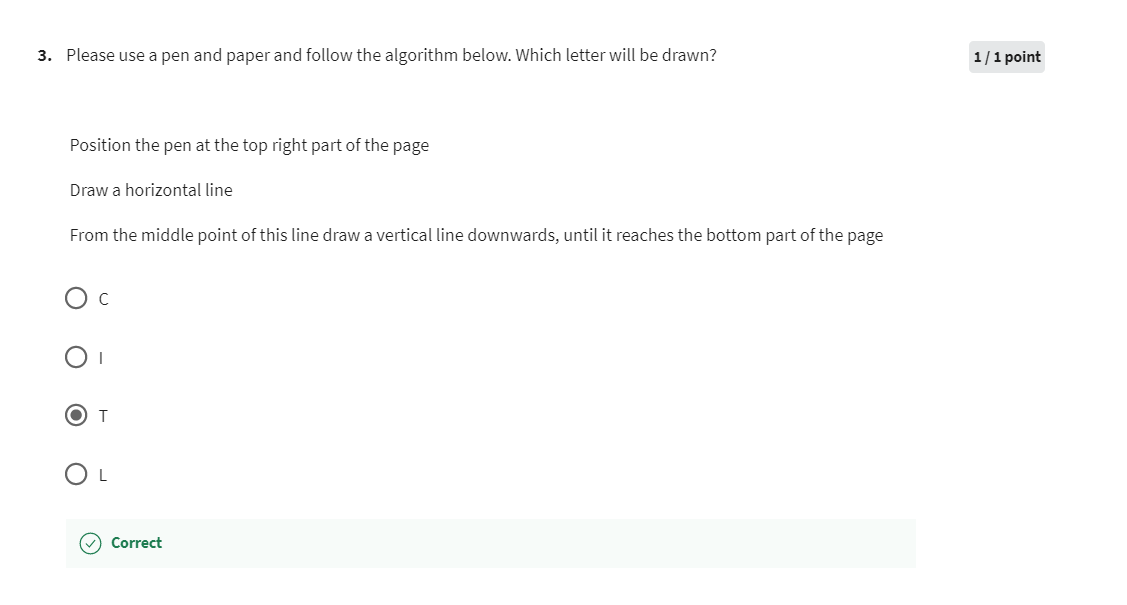 3. Please use a pen and paper and follow the algorithm below. Which letter will be drawn?
1 / 1 point
Position the pen at the top right part of the page
Draw a horizontal line
From the middle point of this line draw a vertical line downwards, until it reaches the bottom part of the page
C
I
T
L
Correct